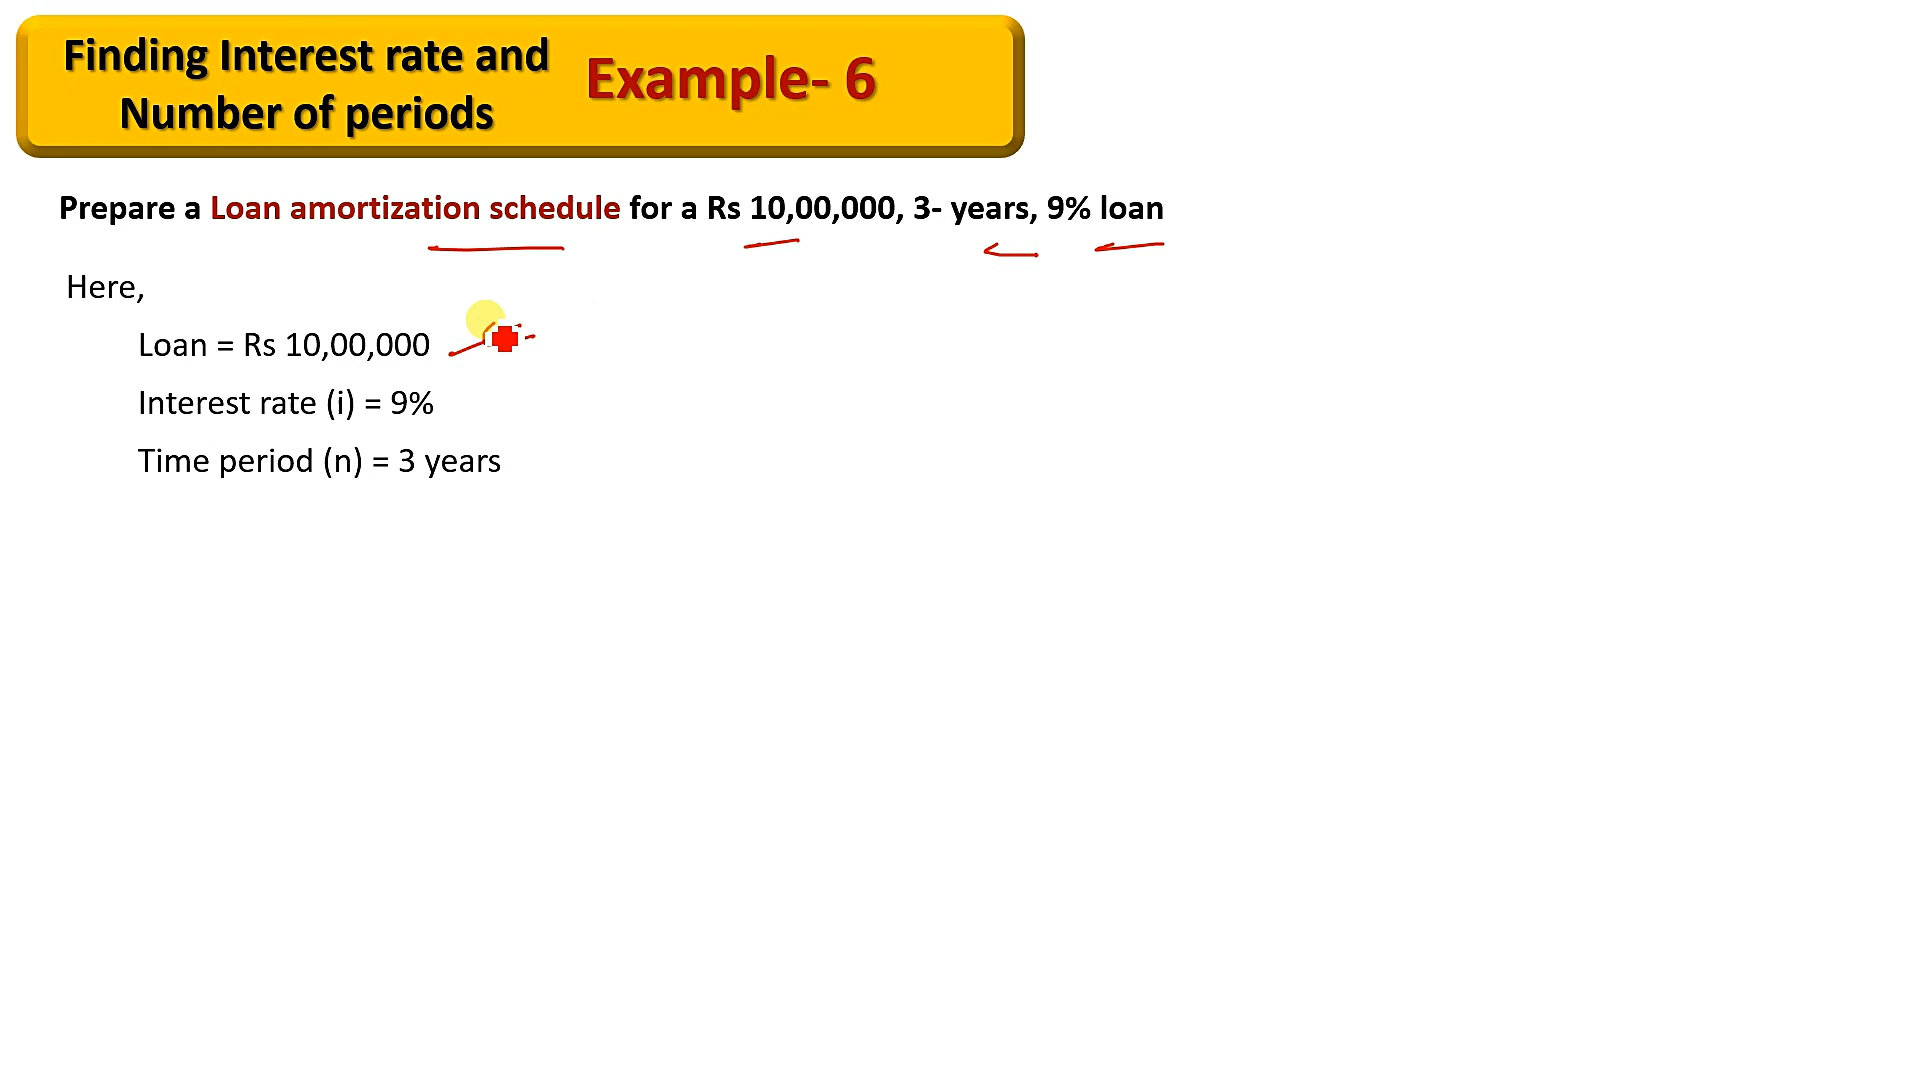 Finding Interest rate and
Number of periods
Example- 6
Prepare a Loan amortization schedule for a Rs 10,00,000, 3- years, 9% loan
Here,
Loan = Rs 10,00,000
Interest rate (i) = 9%
Time period (n) = 3 years